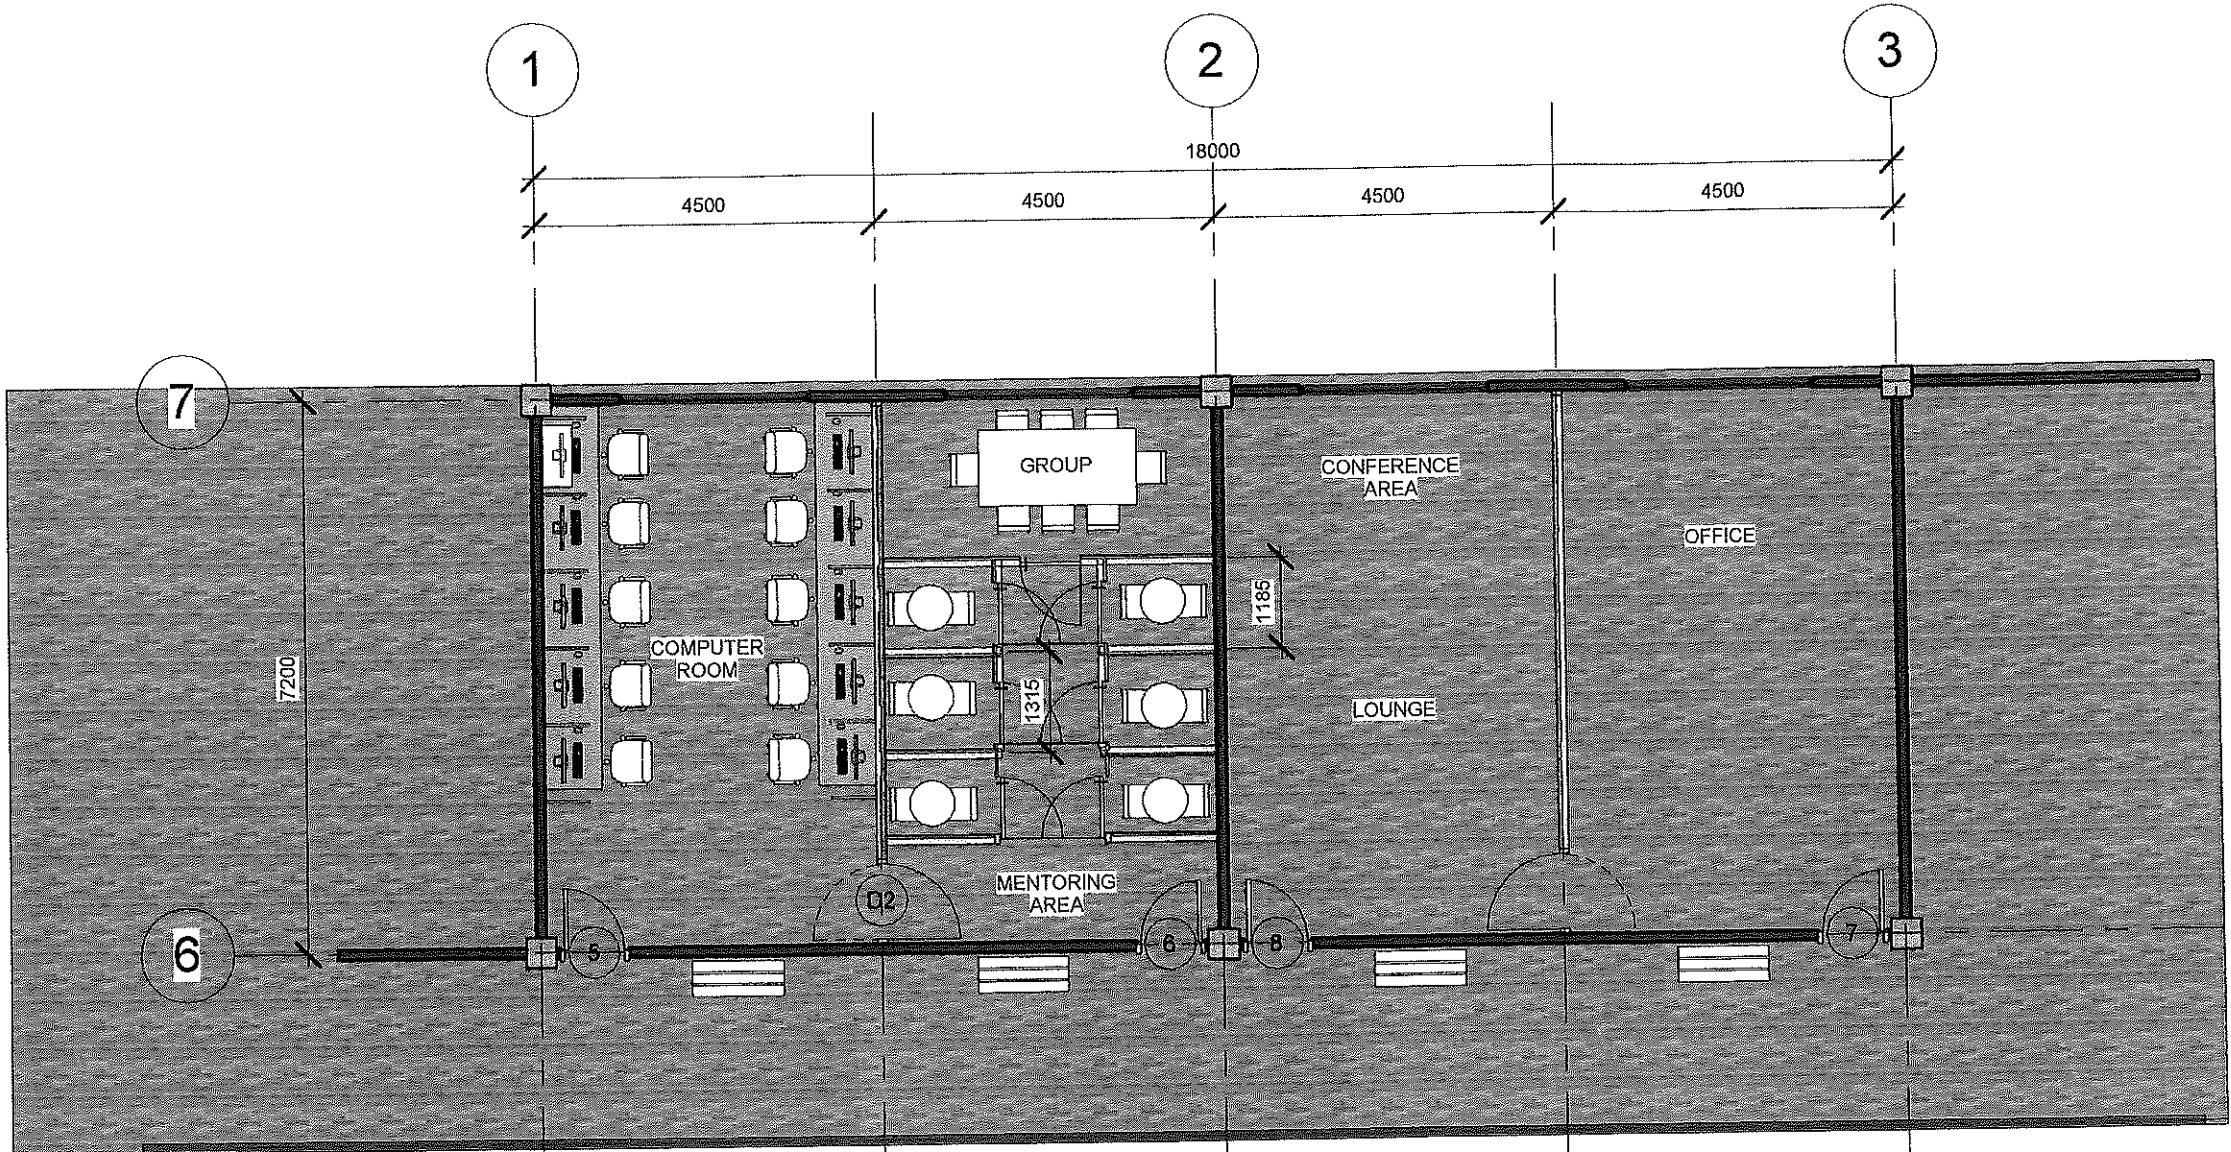 1
2
3
18000
4500
4500
4500
4500
7
GROUP
CONFERENCE
AREA
OFFICE
1185
COMPUTER
ROOM
7200
1315
LOUNGE
MENTORING
AREA
D2
6
5
6
8
7